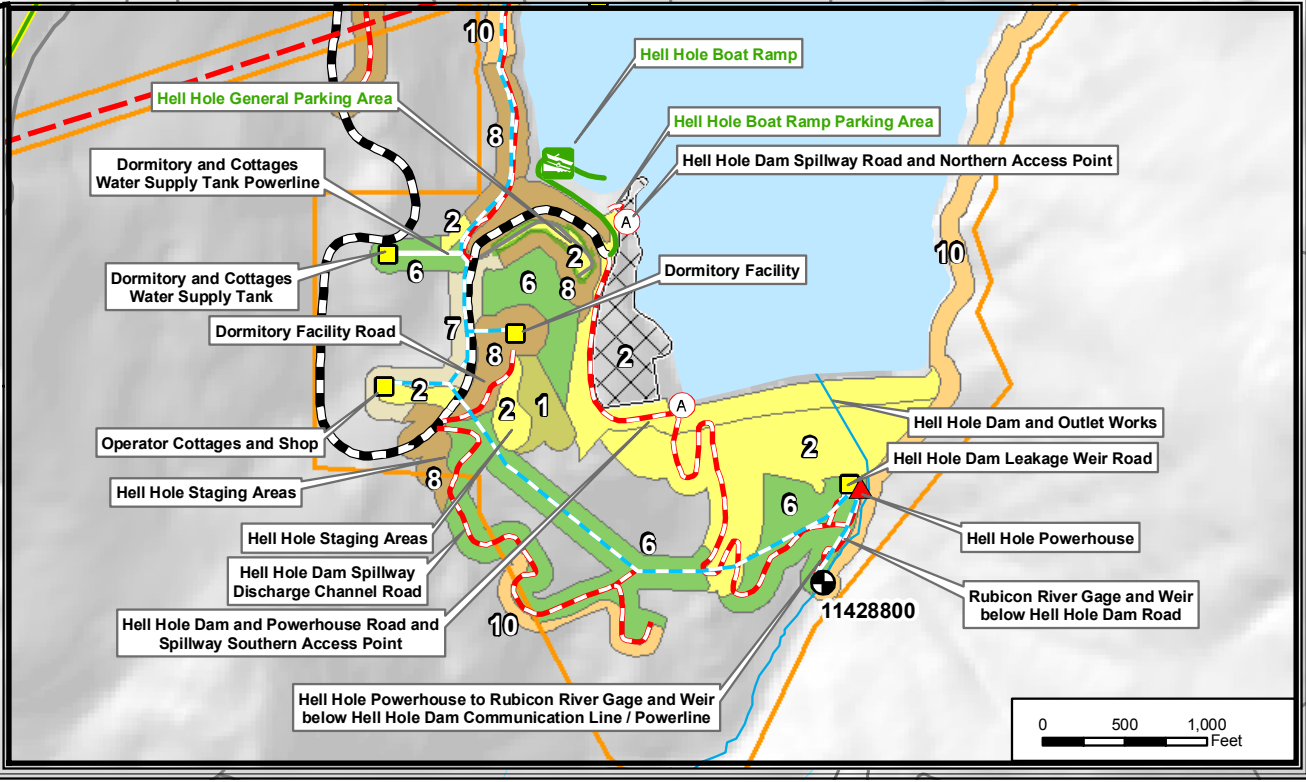 10
Hell Hole Boat Ramp
Hell Hole General Parking Area
Hell Hole Boat Ramp Parking Area
8
Dormitory and Cottages
Water Supply Tank Powerline
Hell Hole Dam Spillway Road and Northern Access Point
A
2
10
2
6
Dormitory Facility
Dormitory and Cottages
Water Supply Tank
6
8
Dormitory Facility Road
7
8
2
2
A
2
1
Hell Hole Dam and Outlet Works
Operator Cottages and Shop
2
Hell Hole Dam Leakage Weir Road
8
Hell Hole Staging Areas
6
Hell Hole Staging Areas
6
Hell Hole Powerhouse
Hell Hole Dam Spillway
Discharge Channel Road
Rubicon River Gage and Weir
below Hell Hole Dam Road
11428800
10
Hell Hole Dam and Powerhouse Road and
Spillway Southern Access Point
Hell Hole Powerhouse to Rubicon River Gage and Weir
below Hell Hole Dam Communication Line / Powerline
0 500 1,000
Feet